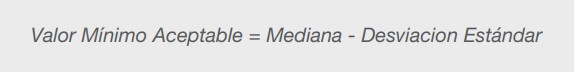 Valor Mínimo Aceptable = Mediana - Desviacion Estándar